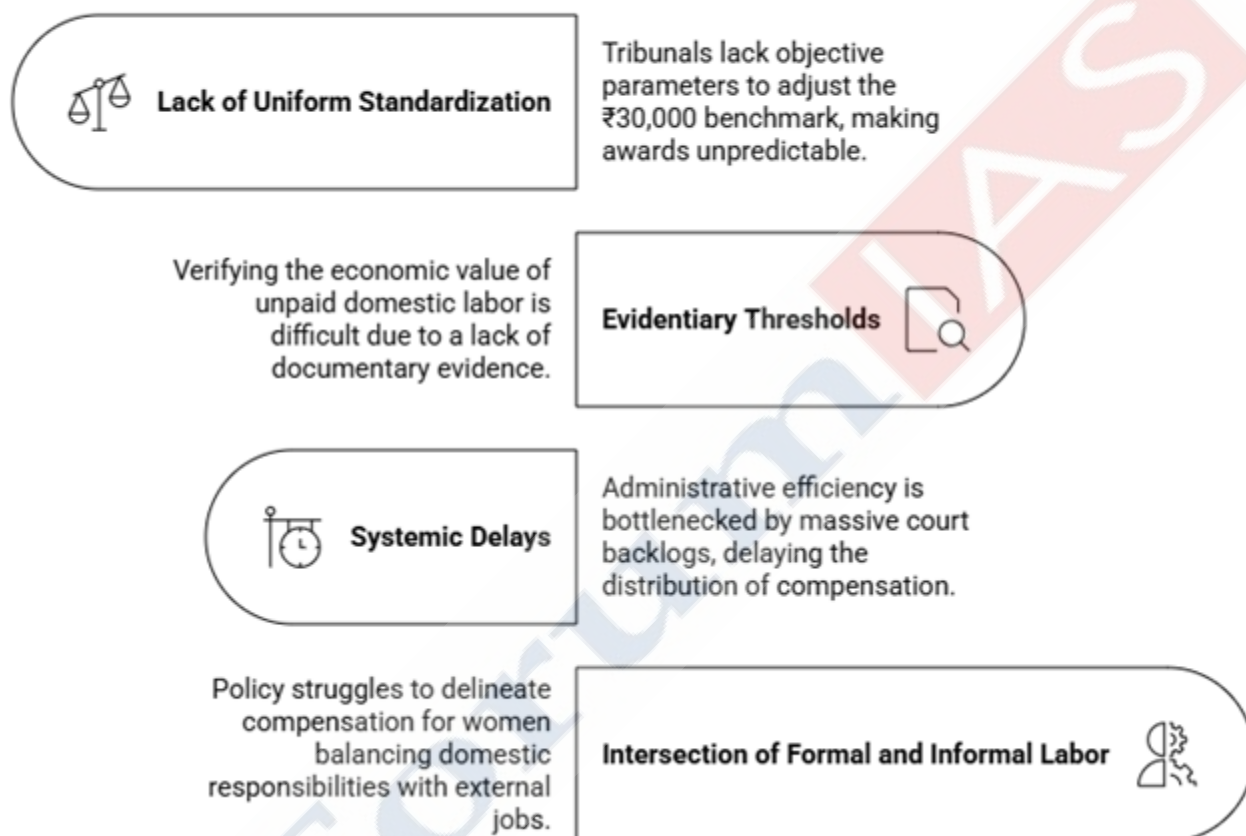 Lack of Uniform Standardization
Tribunals lack objective
parameters to adjust the
₹30,000 benchmark, making
awards unpredictable.
Verifying the economic value of
unpaid domestic labor is
difficult due to a lack of
documentary evidence.
Evidentiary Thresholds
Systemic Delays
Administrative efficiency is
bottlenecked by massive court
backlogs, delaying the
distribution of compensation.
Policy struggles to delineate
compensation for women
balancing domestic
responsibilities with external
jobs.
Intersection of Formal and Informal Labor
Forum IAS